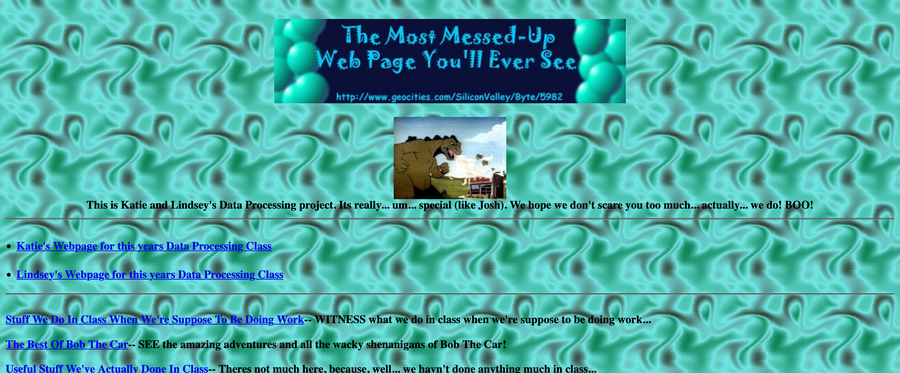 The Most Messed-Up
Web Page You'll Ever See
http://www.geocities.com/SiliconValley/Byte/5982
This is Katie and Lindsey's Data Processing project. Its really... um... special (like Josh). We hope we don't scare you too much... actually... we do! BOO!
Katie's Webpage for this years Data Processing Class
Lindsey's Webpage for this years Data Processing Class
Stuff We Do In Class When We're Suppose To Be Doing Work-- WITNESS what we do in class when we're suppose to be doing work...
The Best Of Bob The Car-- SEE the amazing adventures and all the wacky shenanigans of Bob The Car!
Useful Stuff We've Actually Done In Class-- Theres not much here, because, well... we havn't done anything much in class...